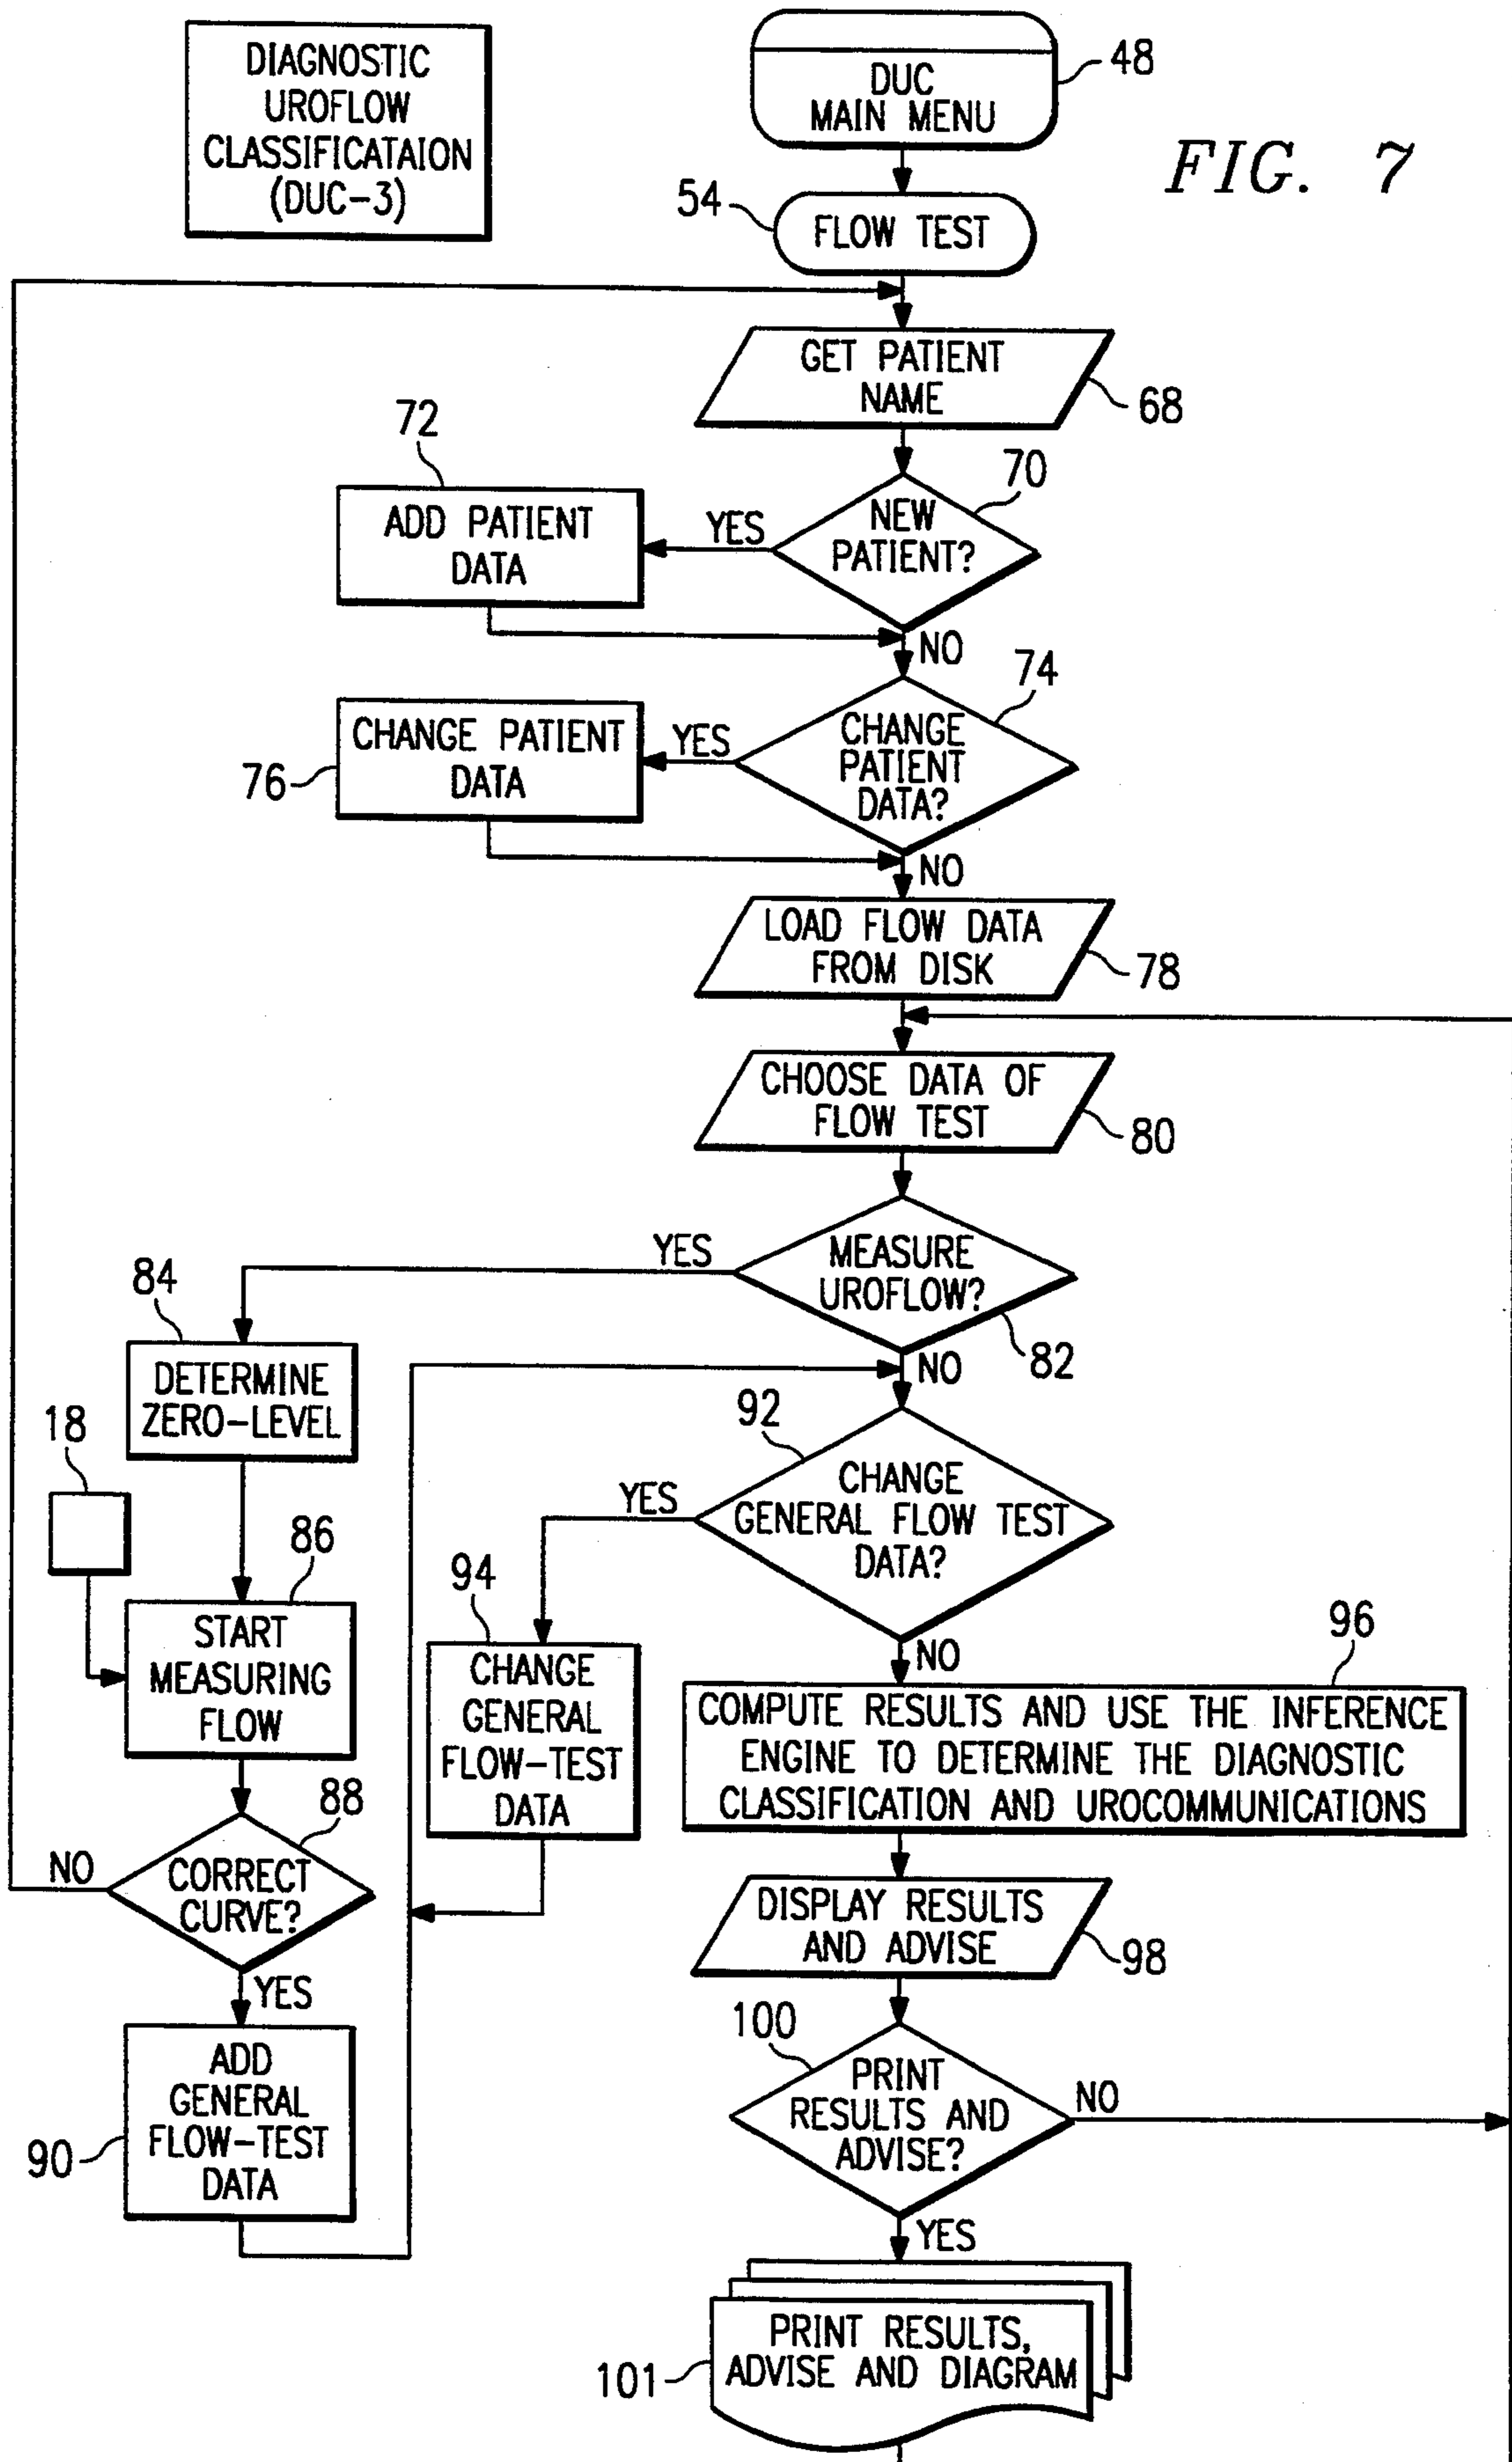 DIAGNOSTIC
UROFLOW
CLASSIFICATAION
(DUC-3)
DUC
MAIN MENU
48
FIG. 7
54
FLOW TEST
GET PATIENT
NAME
68
72
ADD PATIENT
DATA
YES
70
NEW
PATIENT?
NO
74
CHANGE PATIENT
DATA
76
YES
CHANGE
PATIENT
DATA?
NO
LOAD FLOW DATA
FROM DISK
78
CHOOSE DATA OF
FLOW TEST
80
YES
MEASURE
UROFLOW?
82
NO
84
DETERMINE
ZERO-LEVEL
18
86
START
MEASURING
FLOW
88
NO
CORRECT
CURVE?
YES
ADD
GENERAL
FLOW-TEST
DATA
90
92
YES
CHANGE
GENERAL FLOW TEST
DATA?
94
CHANGE
GENERAL
FLOW-TEST
DATA
NO
96
COMPUTE RESULTS AND USE THE INFERENCE
ENGINE TO DETERMINE THE DIAGNOSTIC
CLASSIFICATION AND UROCOMMUNICATIONS
DISPLAY RESULTS
AND ADVISE
98
100
PRINT
RESULTS AND
ADVISE?
NO
YES
PRINT RESULTS,
ADVISE AND DIAGRAM
101